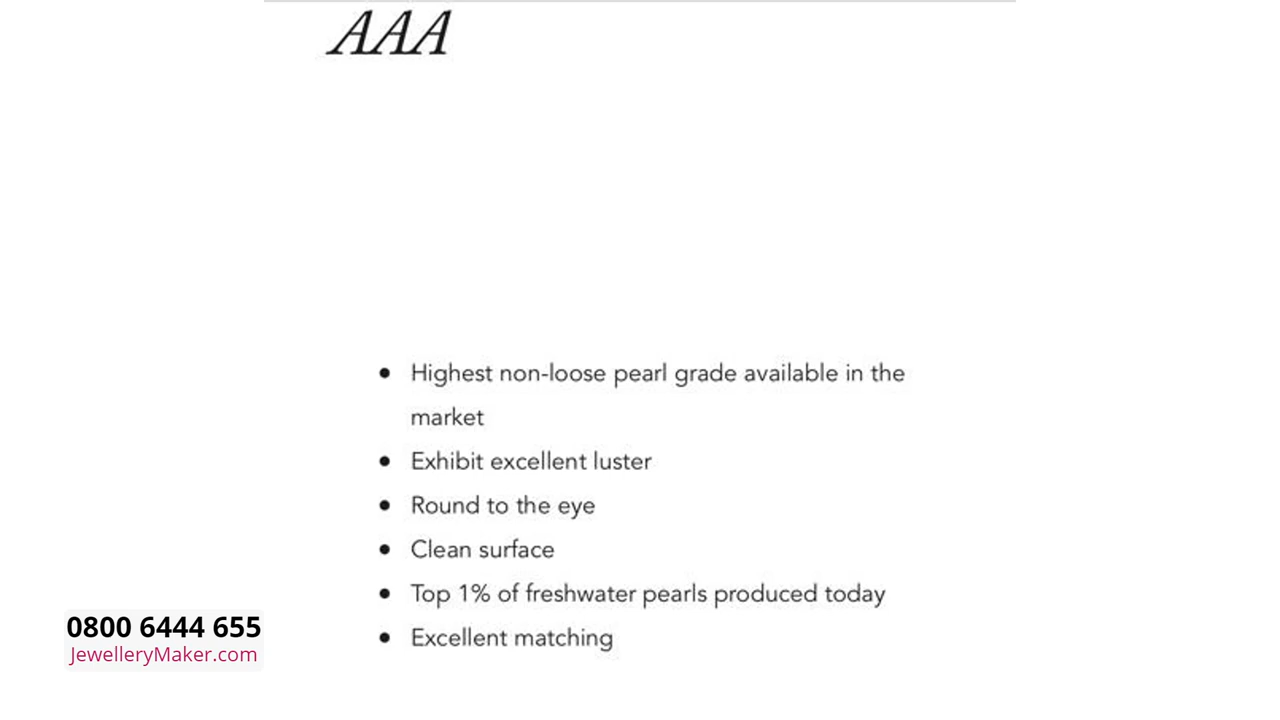 AAA
• Highest non-loose pearl grade available in the
market
• Exhibit excellent luster
• Round to the eye
• Clean surface
• Top 1% of freshwater pearls produced today
• Excellent matching
0800 6444 655
JewelleryMaker.com